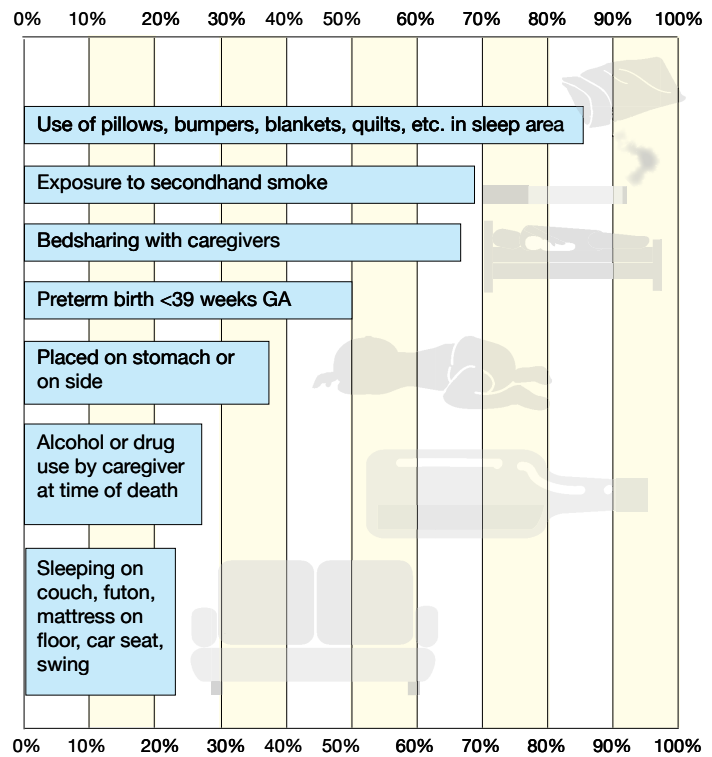 0% 10% 20% 30% 40% 50% 60% 70% 80% 90% 100%
Use of pillows, bumpers, blankets, quilts, etc. in sleep area
Exposure to secondhand smoke
Bedsharing with caregivers
Preterm birth <39 weeks GA
Placed on stomach or
on side
Alcohol or drug
use by caregiver
at time of death
Sleeping on
couch, futon,
mattress on
floor, car seat,
swing
0% 10% 20% 30% 40% 50% 60% 70% 80% 90% 100%